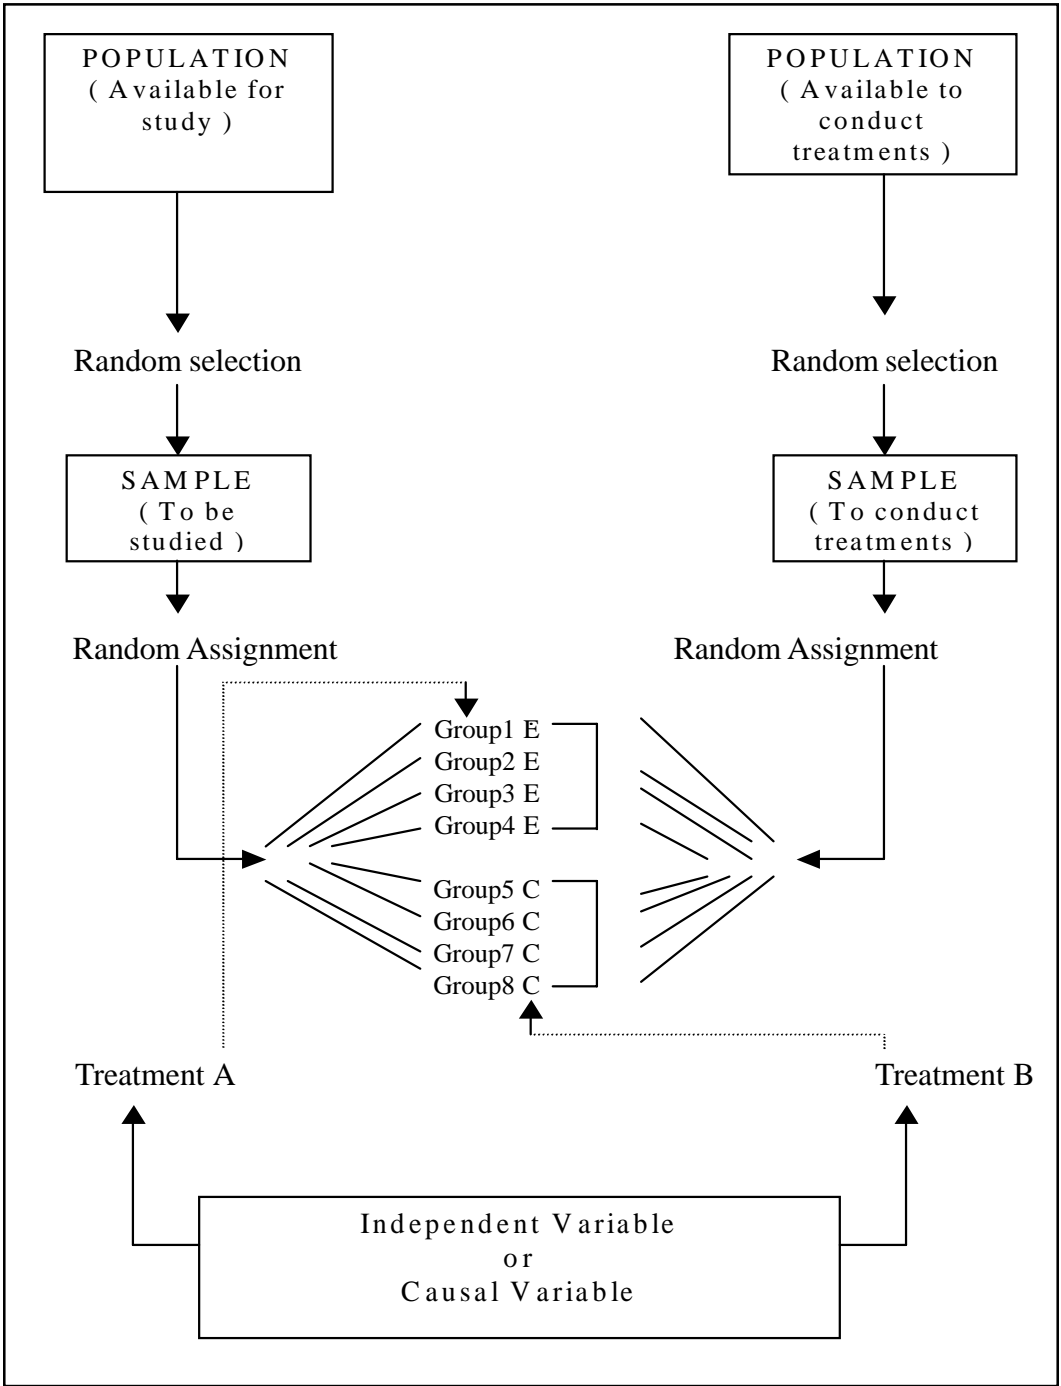 POPULATION
( Available for
study )
POPULATION
( Available to
conduct
treatments )
Random selection
Random selection
SAMPLE
( To be
studied )
SAMPLE
( To conduct
treatments )
Random Assignment
Random Assignment
Group1 E
Group2 E
Group3 E
Group4 E
Group5 C
Group6 C
Group7 C
Group8 C
Treatment A
Treatment B
Independent Variable
or
Causal Variable